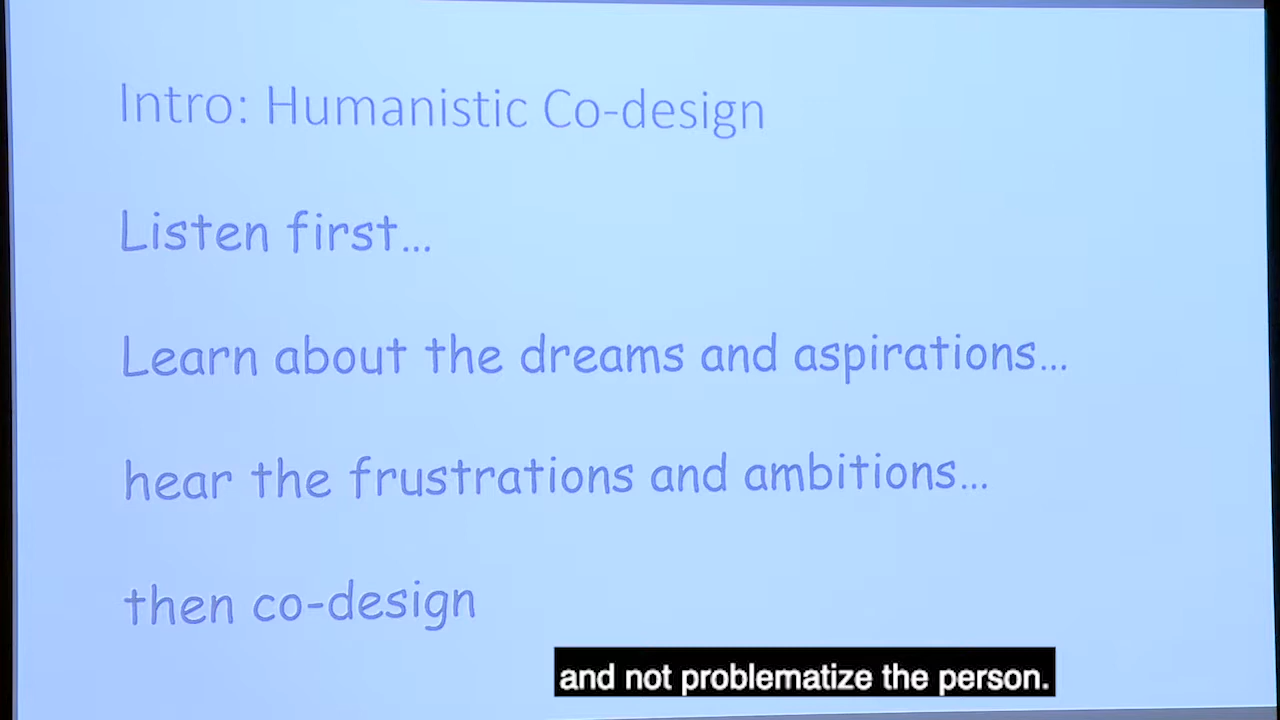 Intro: Humanistic Co-design
Listen first...
Learn about the dreams and aspirations...
hear the frustrations and ambitions...
then co-design
and not problematize the person.